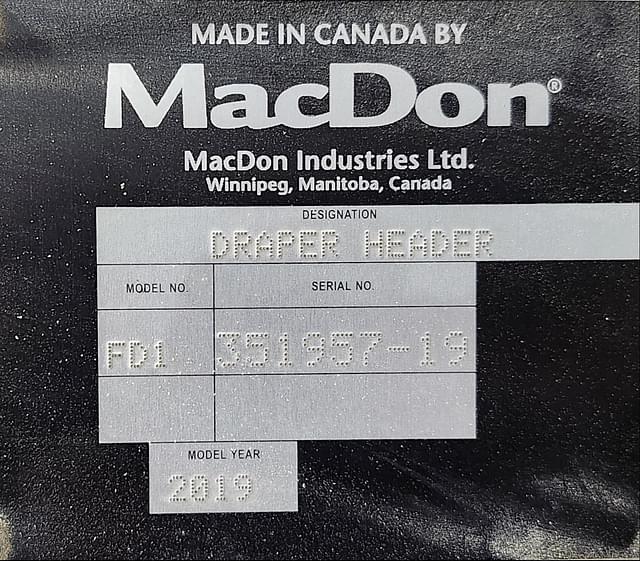 MADE IN CANADA BY
MacDon®
MacDon Industries Ltd.
Winnipeg, Manitoba, Canada
DESIGNATION
DRAPER HEADER
MODEL NO. SERIAL NO.
FD1 351957-19
MODEL YEAR
2019